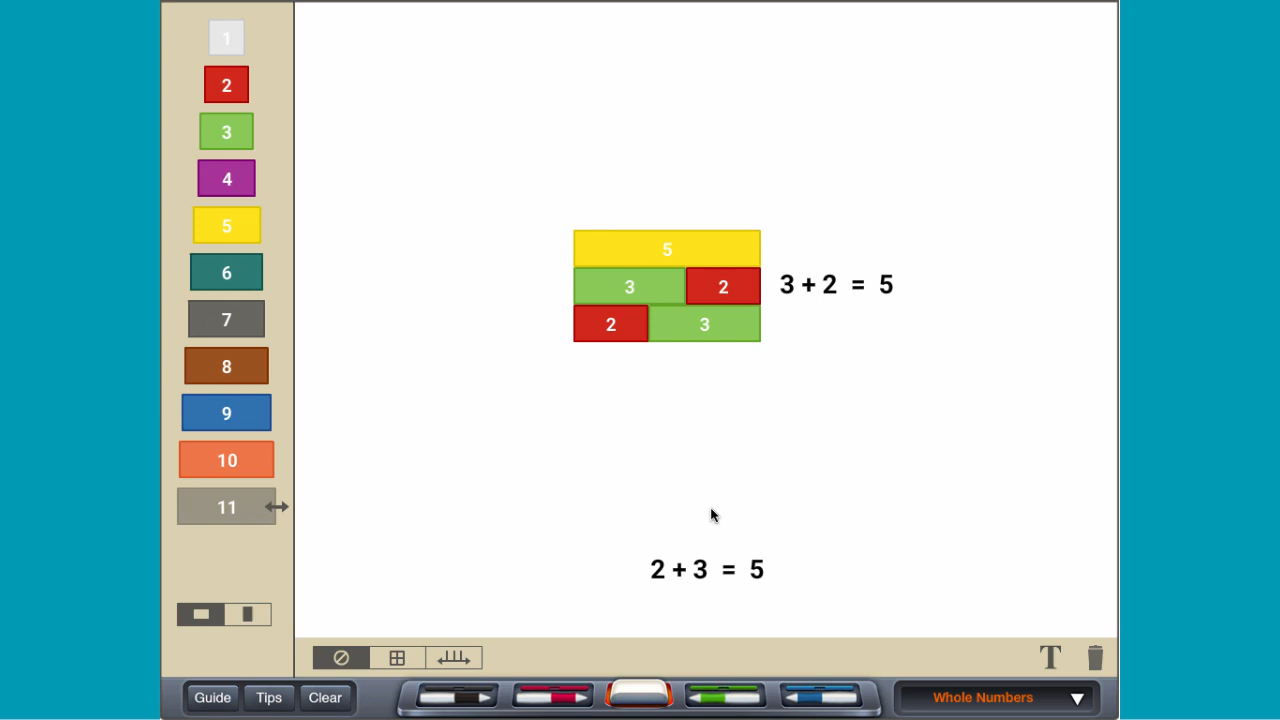 1
2
3
4
5
6
7
8
9
10
11
5
3 2
3 + 2 = 5
2 3
2 + 3 = 5
T
Guide
Tips
Clear
Whole Numbers